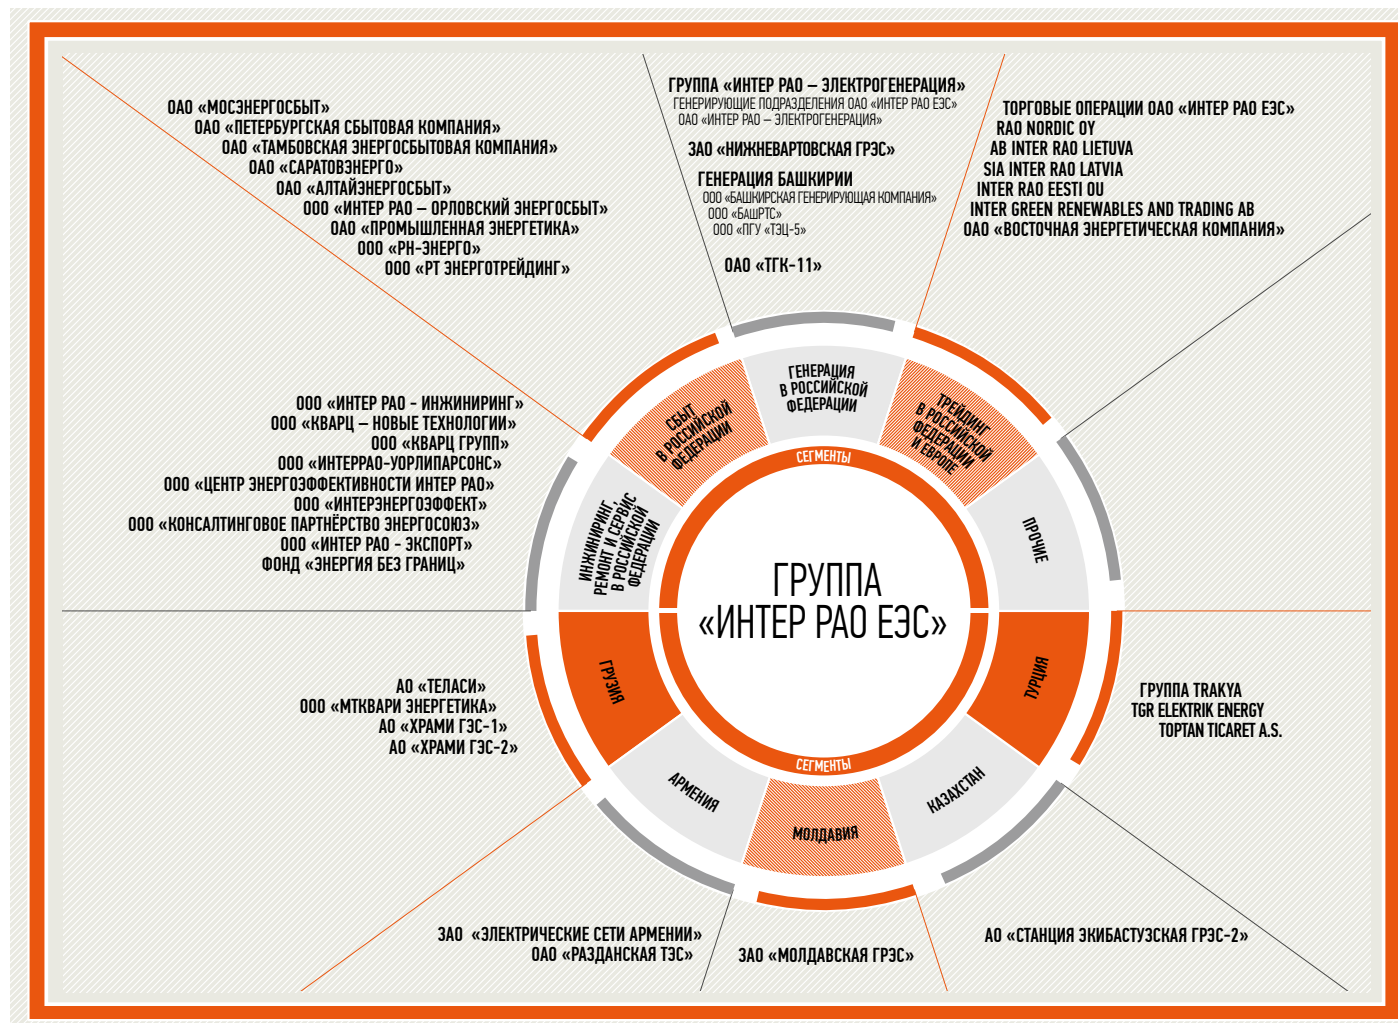 ОАО «МОСЭНЕРГОСБЫТ»
ОАО «ПЕТЕРБУРГСКАЯ СБЫТОВАЯ КОМПАНИЯ»
ОАО «ТАМБОВСКАЯ ЭНЕРГОСБЫТОВАЯ КОМПАНИЯ»
ОАО «САРАТОВЭНЕРГО»
ОАО «АЛТАЙЭНЕРГОСБЫТ»
ООО «ИНТЕР РАО – ОРЛОВСКИЙ ЭНЕРГОСБЫТ»
ОАО «ПРОМЫШЛЕННАЯ ЭНЕРГЕТИКА»
ООО «РН-ЭНЕРГО»
ООО «РТ ЭНЕРГОТРЕЙДИНГ»
ГРУППА «ИНТЕР РАО – ЭЛЕКТРОГЕНЕРАЦИЯ»
ГЕНЕРИРУЮЩИЕ ПОДРАЗДЕЛЕНИЯ ОАО «ИНТЕР РАО ЕЭС»
ОАО «ИНТЕР РАО – ЭЛЕКТРОГЕНЕРАЦИЯ»
ЗАО «НИЖНЕВАРТОВСКАЯ ГРЭС»
ГЕНЕРАЦИЯ БАШКИРИИ
ООО «БАШКИРСКАЯ ГЕНЕРИРУЮЩАЯ КОМПАНИЯ»
ООО «БашРТС»
ООО «ПГУ «ТЭЦ-5»
ОАО «ТГК-11»
ТОРГОВЫЕ ОПЕРАЦИИ ОАО «ИНТЕР РАО ЕЭС»
RAO NORDIC OY
AB INTER RAO LIETUVA
SIA INTER RAO LATVIA
INTER RAO EESTI OU
INTER GREEN RENEWABLES AND TRADING AB
ОАО «ВОСТОЧНАЯ ЭНЕРГЕТИЧЕСКАЯ КОМПАНИЯ»
ООО «ИНТЕР РАО - ИНЖИНИРИНГ»
ООО «КВАРЦ – НОВЫЕ ТЕХНОЛОГИИ»
ООО «КВАРЦ ГРУПП»
ООО «ИНТЕРРАО-УОРЛИПАРСОНС»
ООО «ЦЕНТР ЭНЕРГОЭФФЕКТИВНОСТИ ИНТЕР РАО»
ООО «ИНТЕРЭНЕРГОЭФФЕКТ»
ООО «КОНСАЛТИНГОВОЕ ПАРТНЁРСТВО ЭНЕРГОСОЮЗ»
ООО «ИНТЕР РАО - ЭКСПОРТ»
ФОНД «ЭНЕРГИЯ БЕЗ ГРАНИЦ»
ИНЖИНИРИНГ,
РЕМОНТ И СЕРВИС
В РОССИЙСКОЙ
ФЕДЕРАЦИИ
СБЫТ
В РОССИЙСКОЙ
ФЕДЕРАЦИИ
ГЕНЕРАЦИЯ
В РОССИЙСКОЙ
ФЕДЕРАЦИИ
ТРЕЙДИНГ
В РОССИЙСКОЙ
ФЕДЕРАЦИИ
И ЕВРОПЕ
ПРОЧИЕ
СЕГМЕНТЫ
ГРУППА
«ИНТЕР РАО ЕЭС»
СЕГМЕНТЫ
ГРУЗИЯ
АРМЕНИЯ
МОЛДАВИЯ
КАЗАХСТАН
ТУРЦИЯ
АО «ТЕЛАСИ»
ООО «МТКВАРИ ЭНЕРГЕТИКА»
АО «ХРАМИ ГЭС-1»
АО «ХРАМИ ГЭС-2»
ГРУППА TRAKYA
TGR ELEKTRIK ENERGY
TOPTAN TICARET A.S.
ЗАО «ЭЛЕКТРИЧЕСКИЕ СЕТИ АРМЕНИИ»
ОАО «РАЗДАНСКАЯ ТЭС»
ЗАО «МОЛДАВСКАЯ ГРЭС»
АО «СТАНЦИЯ ЭКИБАСТУЗСКАЯ ГРЭС-2»